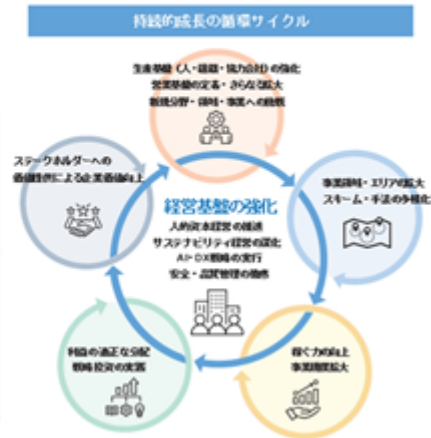 持続的成長の循環サイクル
生産基盤(人・組織・協力会社)の強化
営業基盤の定着・さらなる拡大
新規分野・領域・事業への挑戦
事業領域・エリアの拡大
スキーム・手法の多様化
稼ぐ力の向上
事業規模拡大
利益の適正な分配
戦略投資の実施
ステークホルダーへの
価値提供による企業価値向上
経営基盤の強化
人的資本経営の推進
サステナビリティ経営の深化
AI・DX戦略の実行
安全・品質管理の徹底